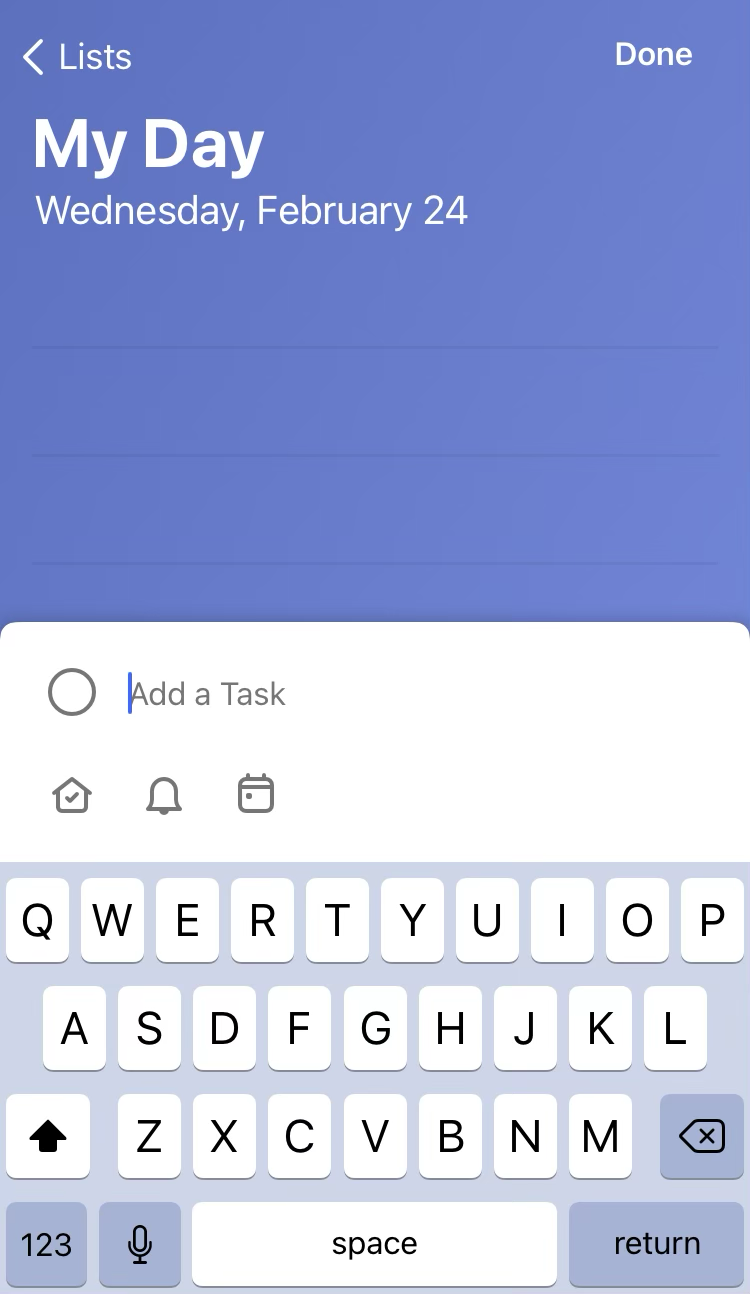 Lists Done
My Day
Wednesday, February 24
Add a Task
Q W E R T Y U I O P
A S D F G H J K L
Z X C V B N M
123 space return